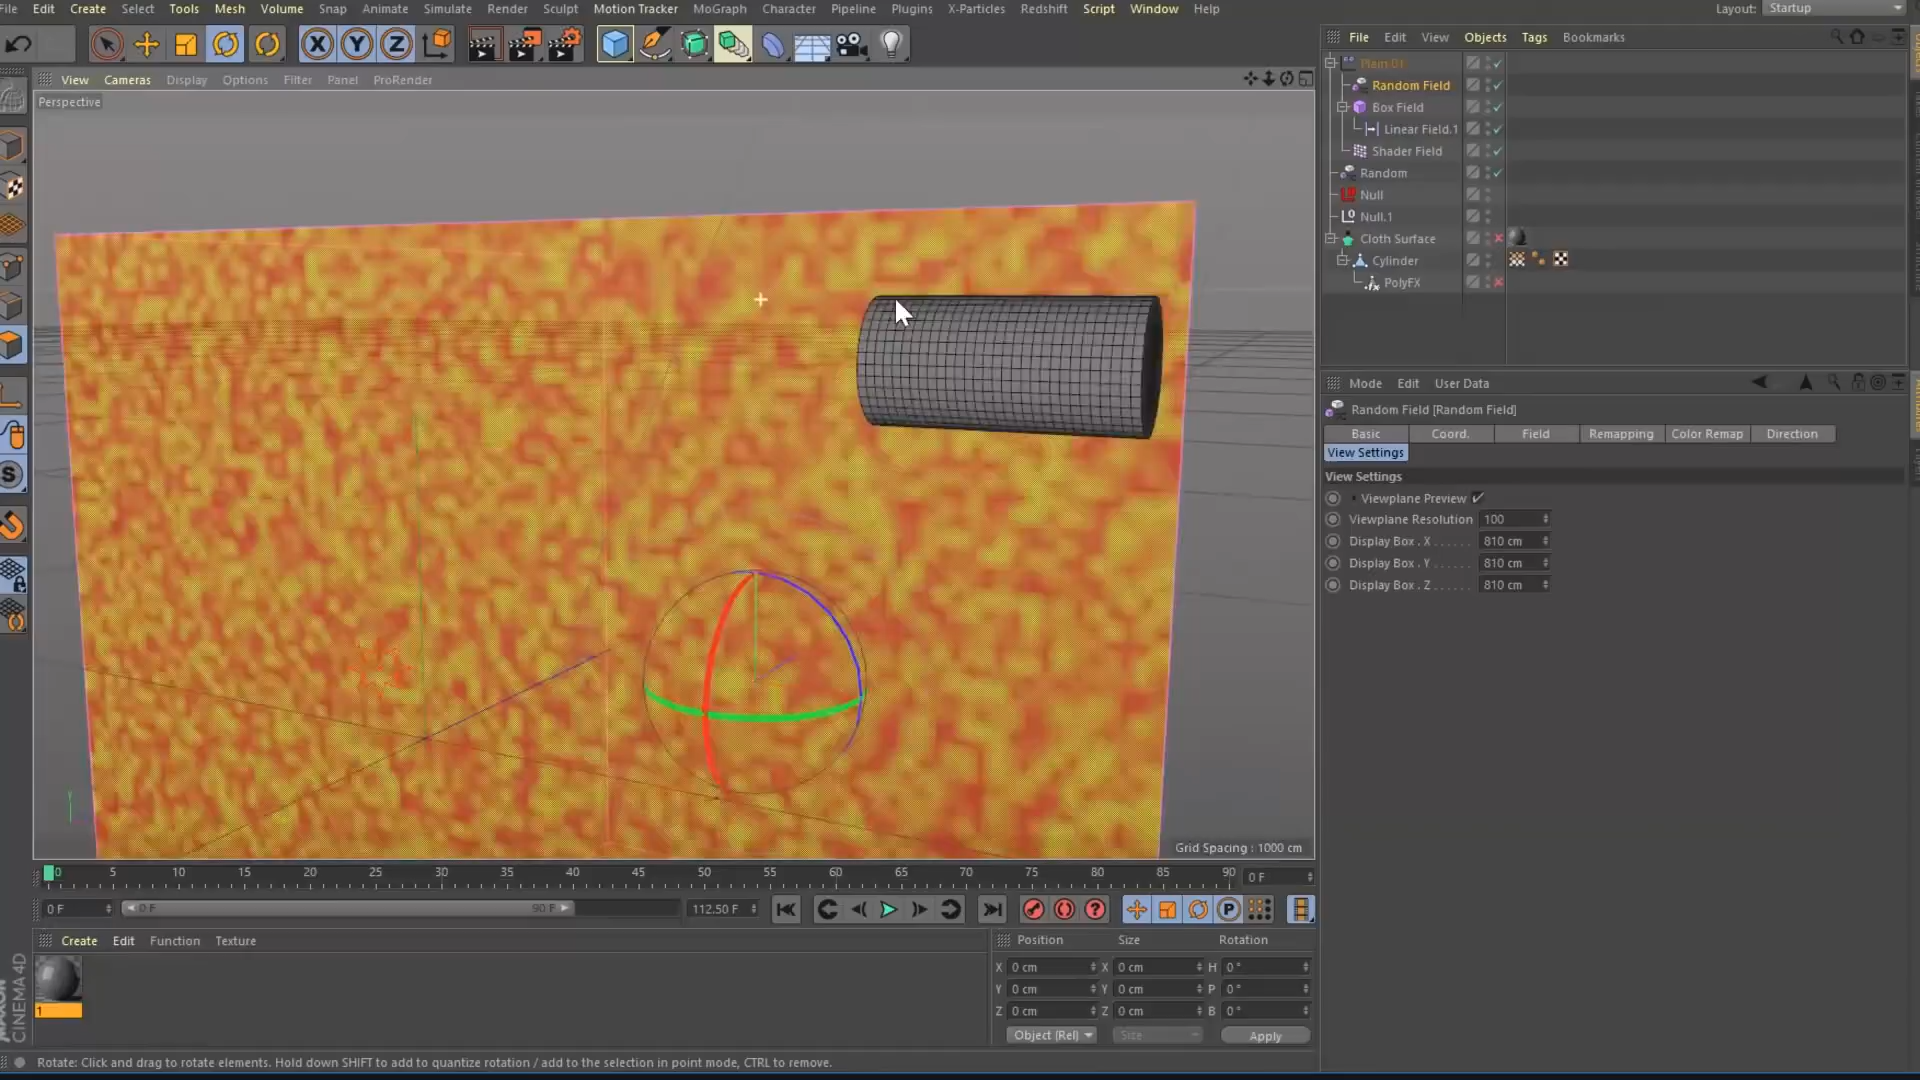 File Edit Create Select Tools Mesh Volume Snap Animate Simulate Render Sculpt Motion Tracker MoGraph Character Pipeline Plugins X-Particles Redshift Script Window Help Layout: Startup
X Y Z
File Edit View Objects Tags Bookmarks
View Cameras Display Options Filter Panel ProRender
Perspective
Plain.01
Random Field
Box Field
Linear Field.1
Shader Field
Random
Null
Null.1
Cloth Surface
Cylinder
PolyFX
Mode Edit User Data
Random Field [Random Field]
Basic Coord. Field Remapping Color Remap Direction
View Settings
View Settings
Viewplane Preview
Viewplane Resolution 100
Display Box . X 810 cm
Display Box . Y 810 cm
Display Box . Z 810 cm
Grid Spacing : 1000 cm
0 5 10 15 20 25 30 35 40 45 50 55 60 65 70 75 80 85 90 0 F
0 F 0 F 90 F 112.50 F
Create Edit Function Texture
Position Size Rotation
X 0 cm X 0 cm H 0 °
Y 0 cm Y 0 cm P 0 °
Z 0 cm Z 0 cm B 0 °
Object (Rel) Size Apply
1
MAXON
CINEMA 4D
Rotate: Click and drag to rotate elements. Hold down SHIFT to add to quantize rotation / add to the selection in point mode, CTRL to remove.